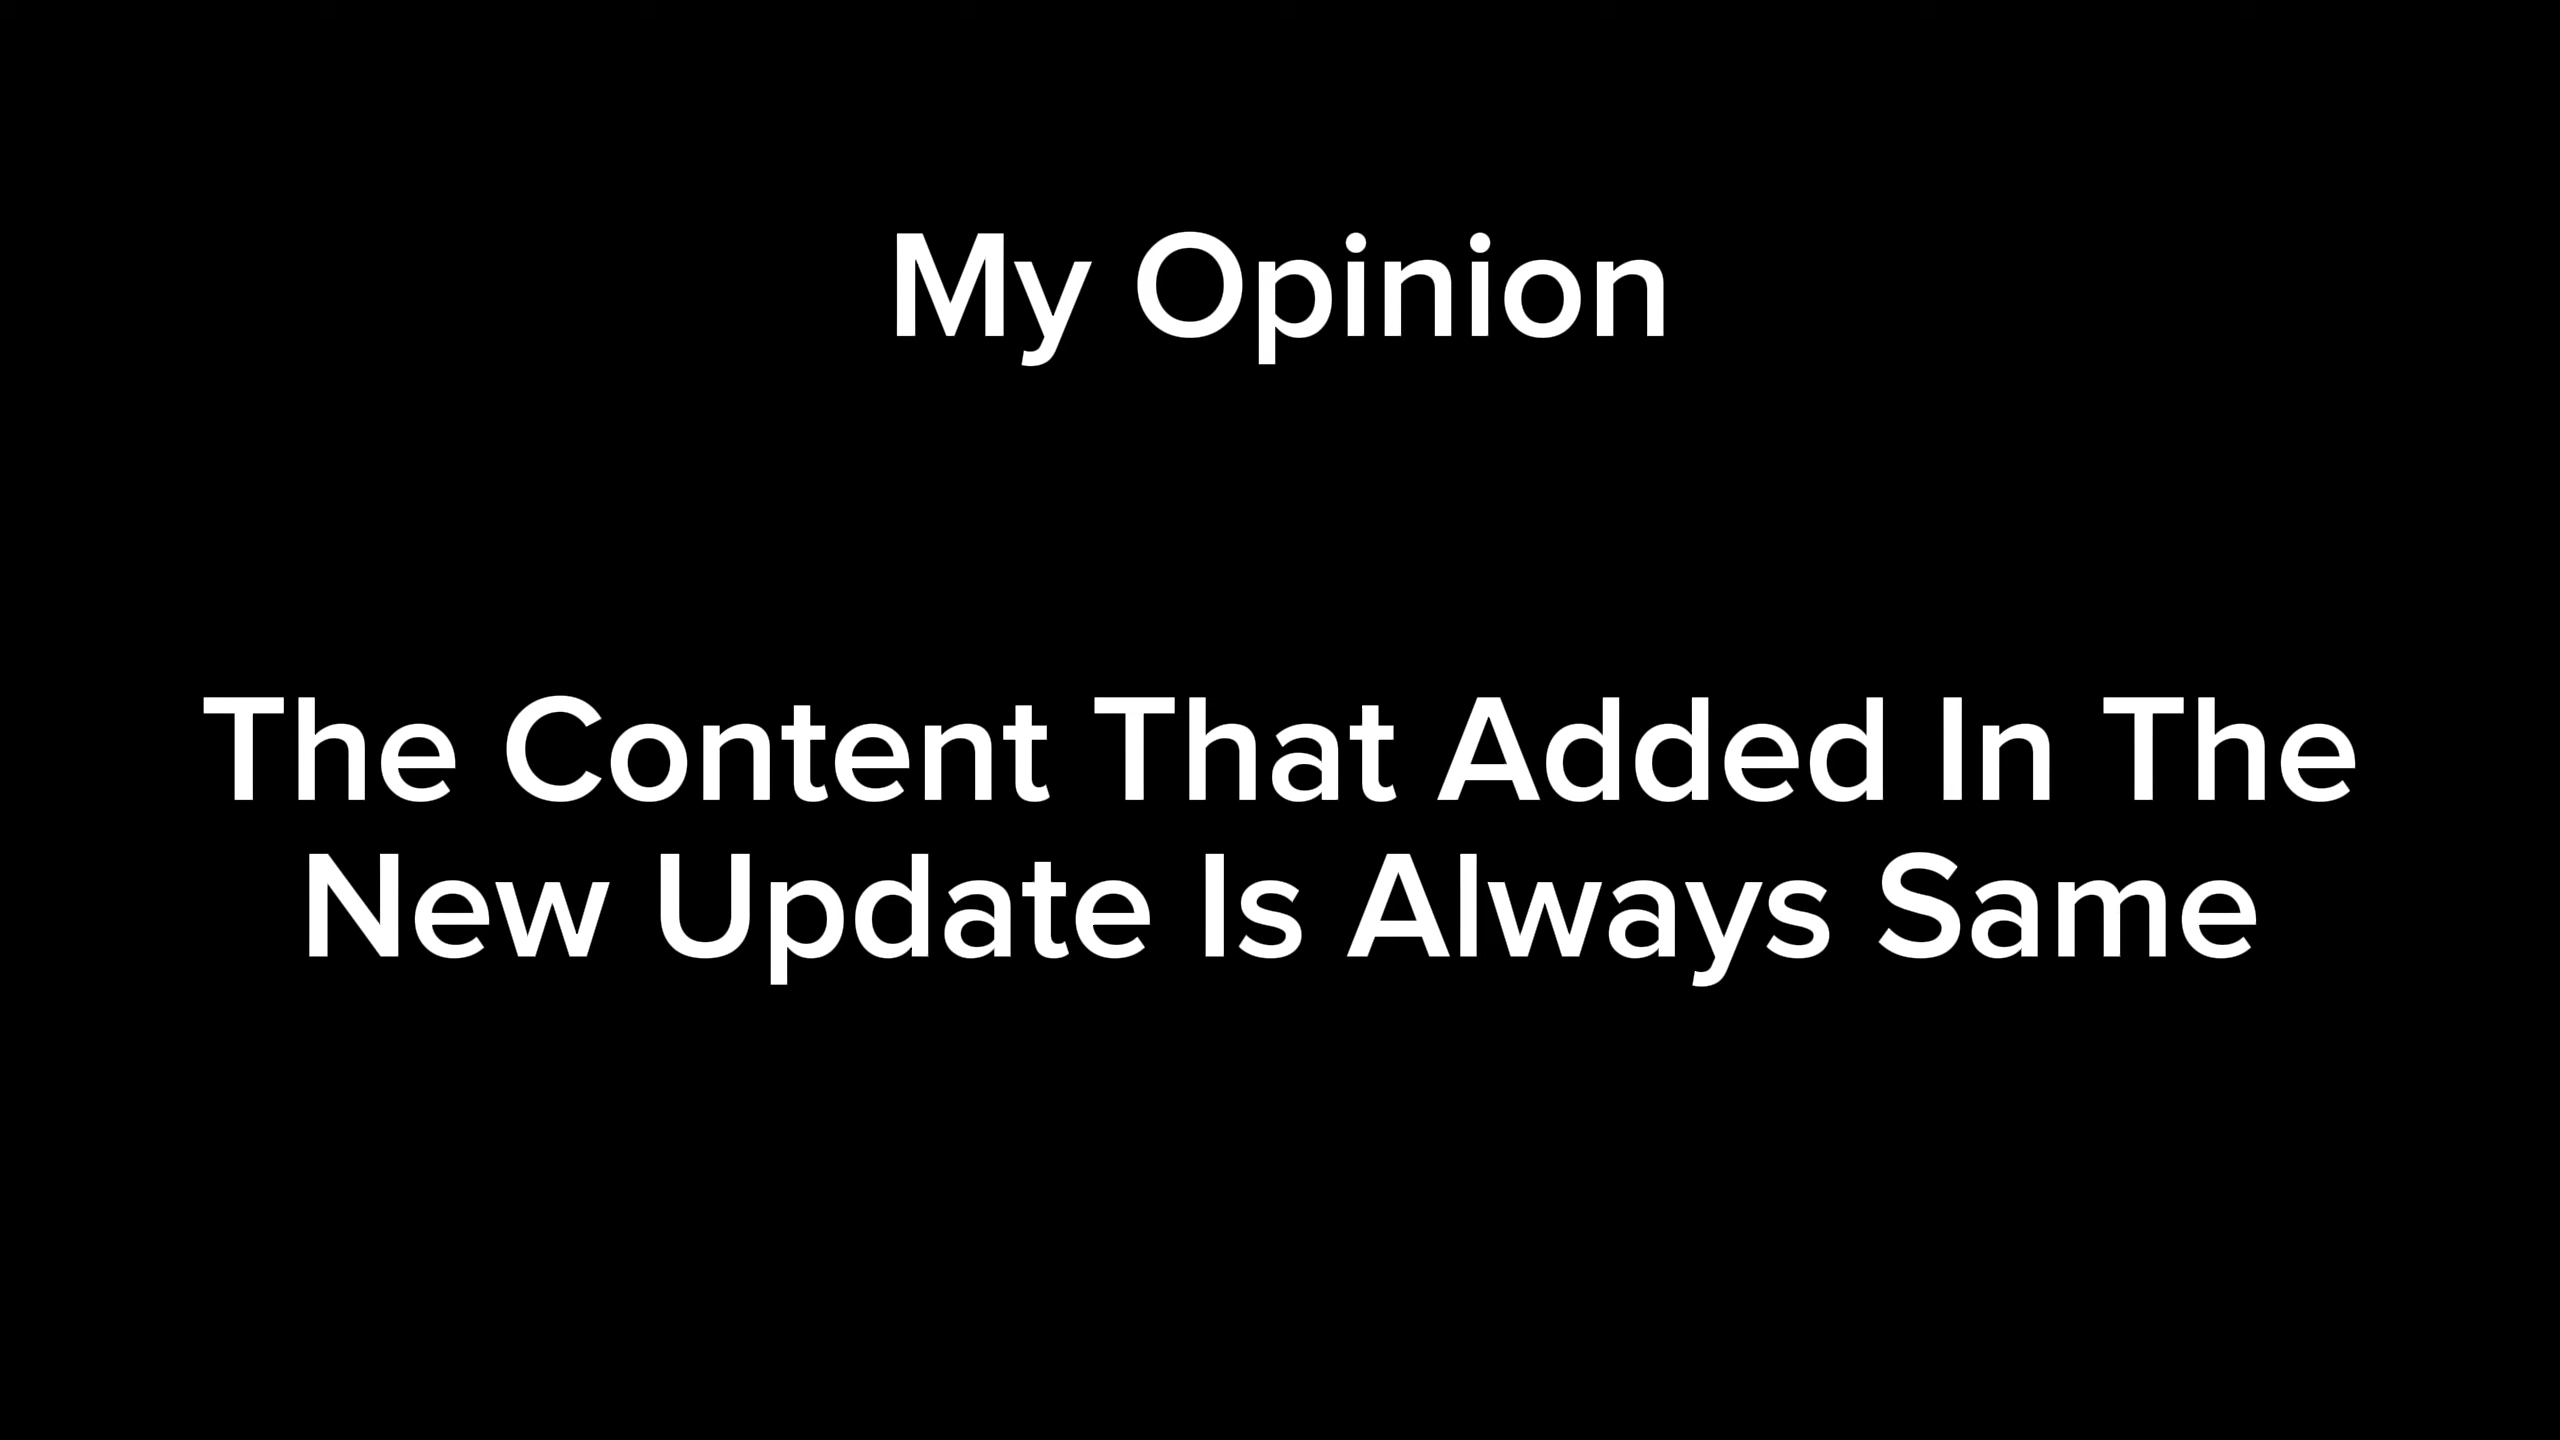 My Opinion
The Content That Added In The
New Update Is Always Same